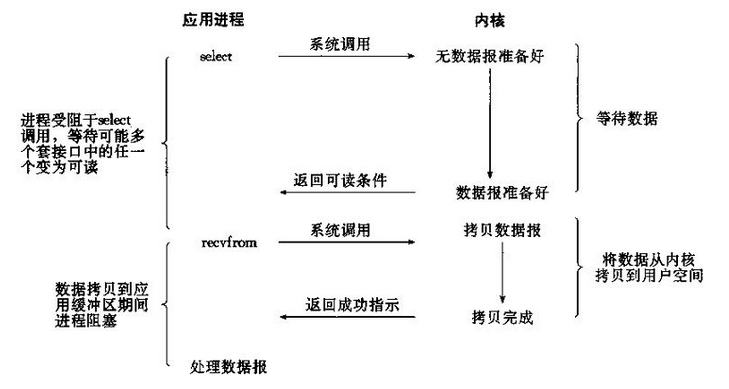 应用进程
内核
select
系统调用
无数据报准备好
进程受阻于select
调用，等待可能多
个套接口中的任一
个变为可读
等待数据
返回可读条件
数据报准备好
recvfrom
系统调用
拷贝数据报
数据拷贝到应
用缓冲区期间
进程阻塞
将数据从内核
拷贝到用户空间
返回成功指示
拷贝完成
处理数据报